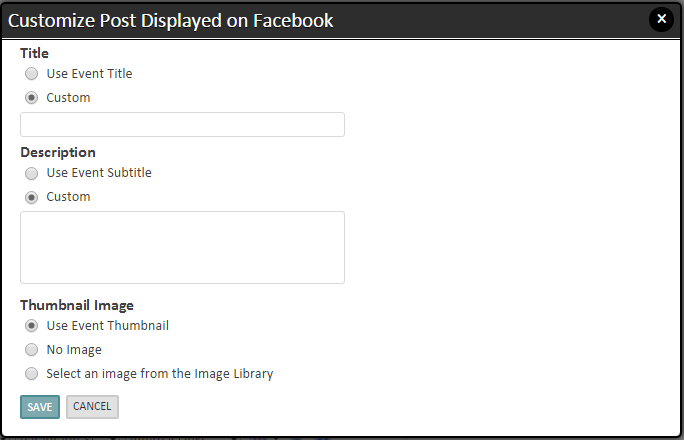 Customize Post Displayed on Facebook
Title
Use Event Title
Custom
Description
Use Event Subtitle
Custom
Thumbnail Image
Use Event Thumbnail
No Image
Select an image from the Image Library
SAVE CANCEL